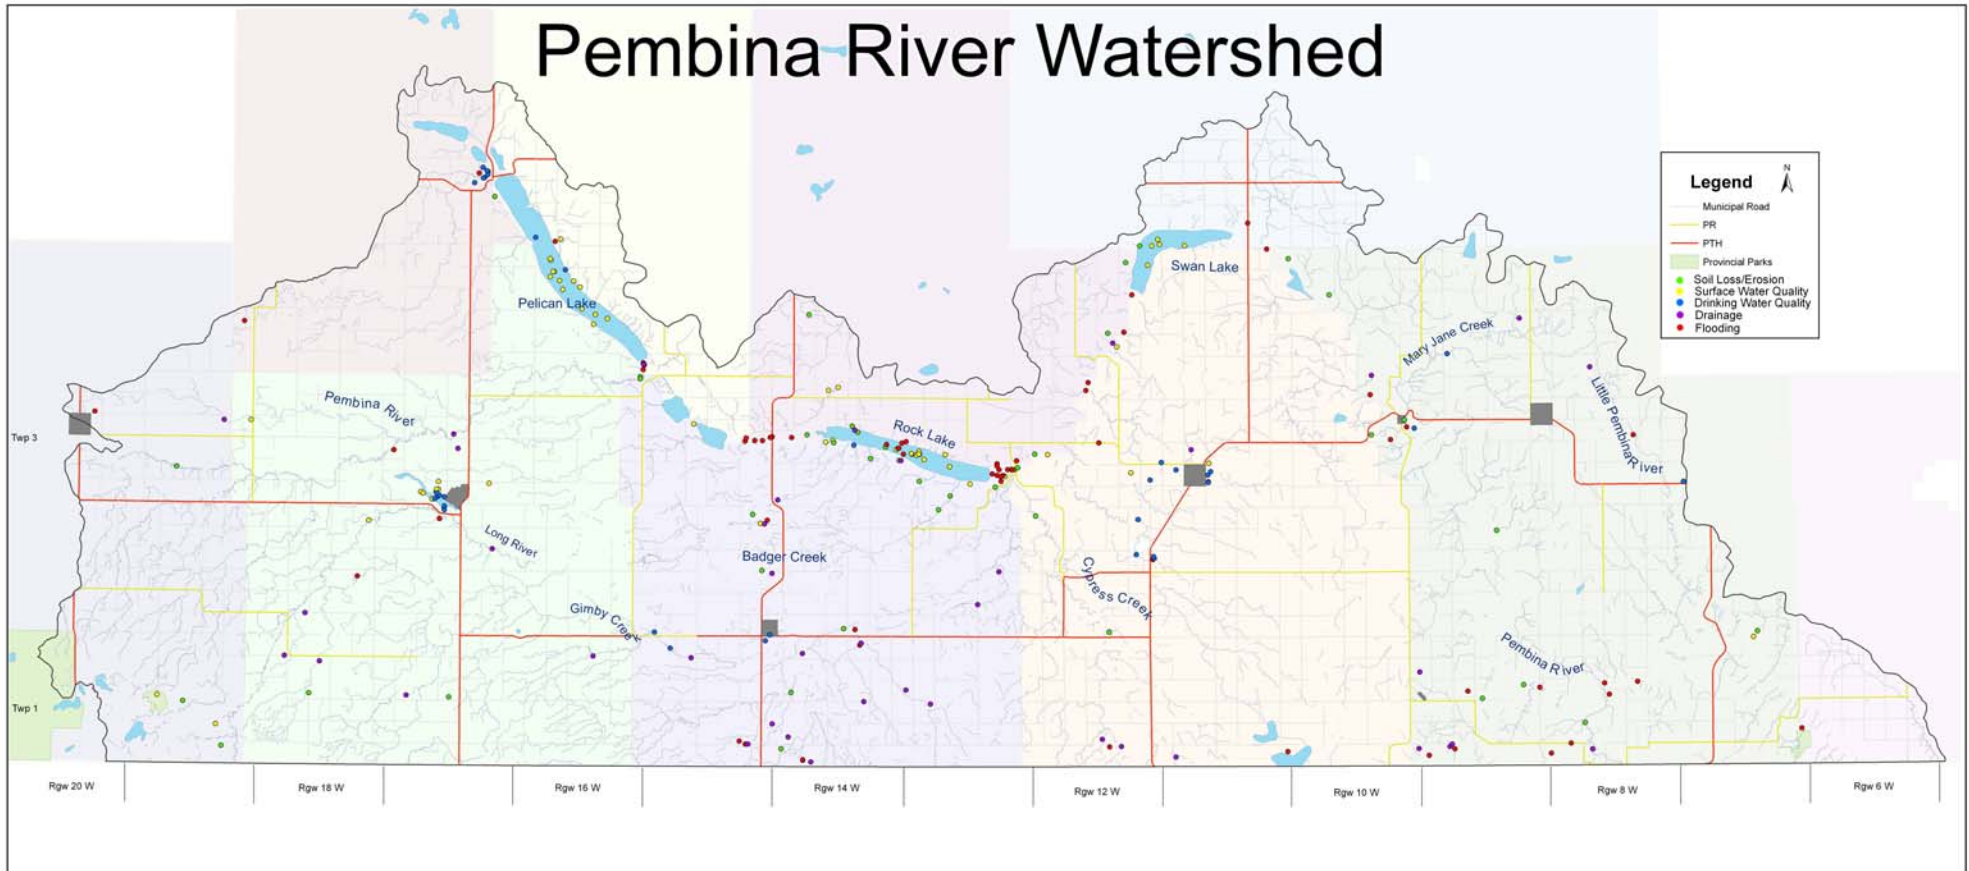 Pembina River Watershed
Legend
N
Municipal Road
PR
PTH
Provincial Parks
Soil Loss/Erosion
Surface Water Quality
Drinking Water Quality
Drainage
Flooding
Swan Lake
Pelican Lake
Mary Jane Creek
Pembina River
Little Pembina River
Rock Lake
Twp 3
Long River
Badger Creek
Cypress Creek
Gimby Creek
Pembina River
Twp 1
Rgw 20 W
Rgw 18 W
Rgw 16 W
Rgw 14 W
Rgw 12 W
Rgw 10 W
Rgw 8 W
Rgw 6 W